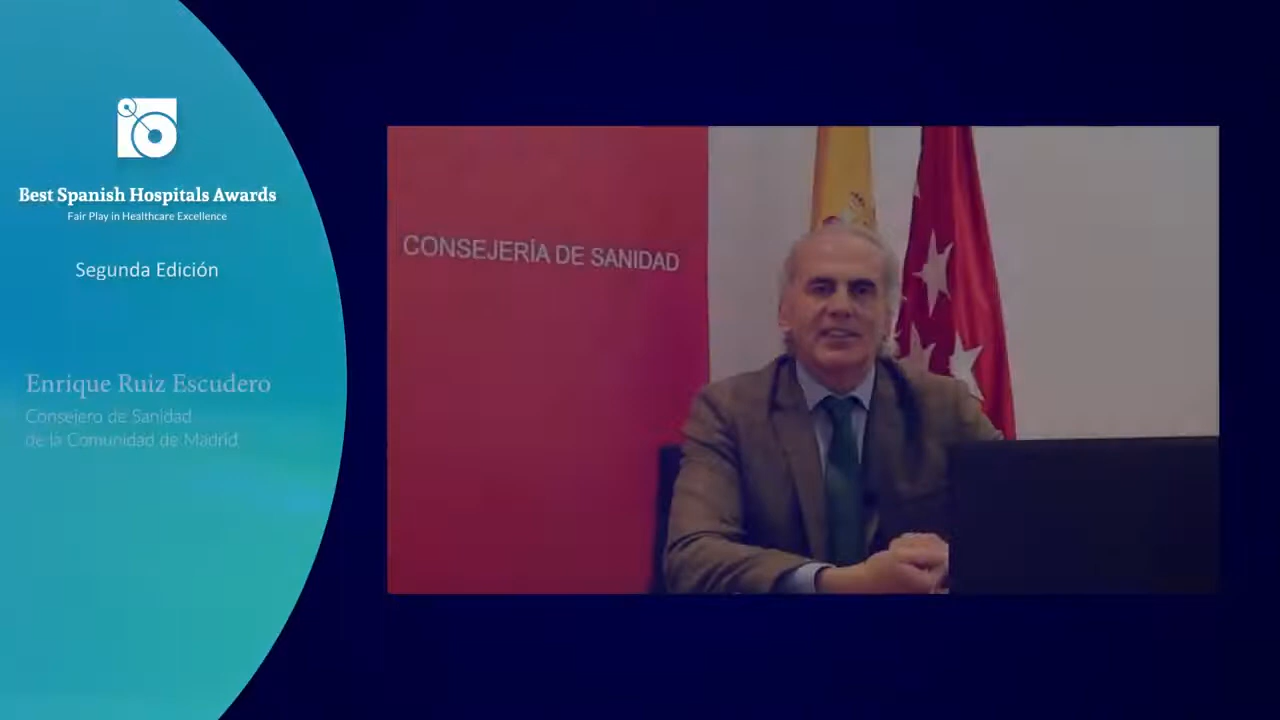 Best Spanish Hospitals Awards
Fair Play in Healthcare Excellence
Segunda Edición
Enrique Ruiz Escudero
Consejero de Sanidad
de la Comunidad de Madrid
CONSEJERÍA DE SANIDAD